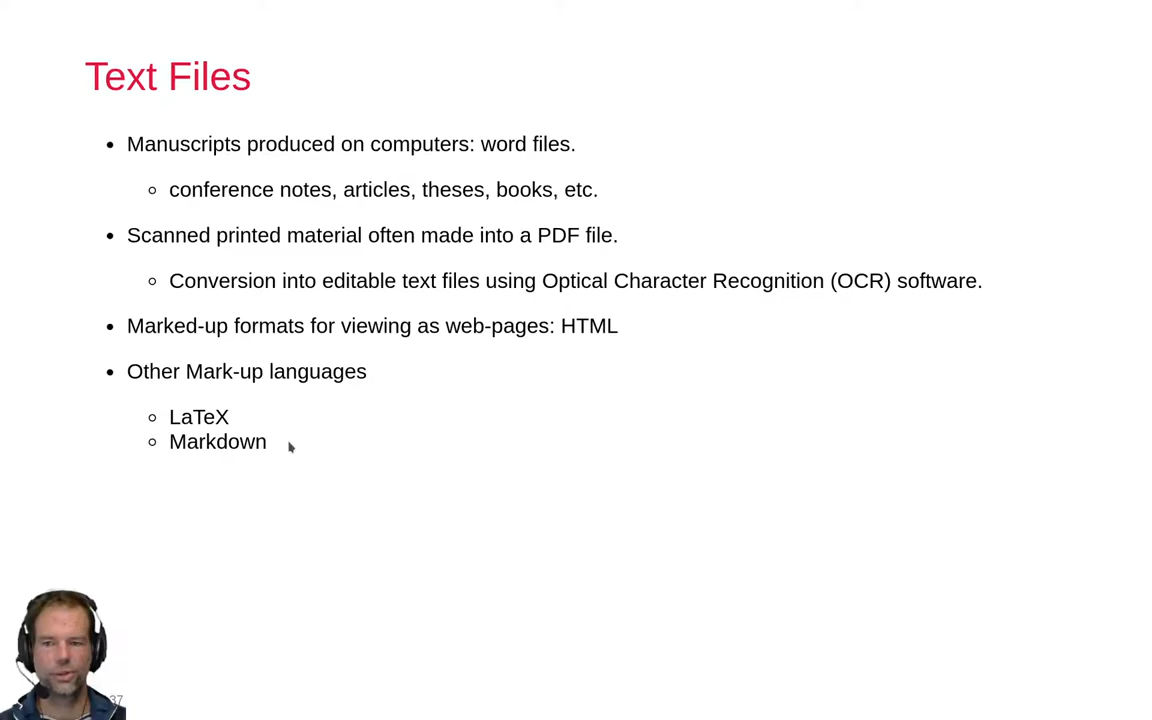 Text Files
• Manuscripts produced on computers: word files.
◦ conference notes, articles, theses, books, etc.
• Scanned printed material often made into a PDF file.
◦ Conversion into editable text files using Optical Character Recognition (OCR) software.
• Marked-up formats for viewing as web-pages: HTML
• Other Mark-up languages
◦ LaTeX
◦ Markdown
37